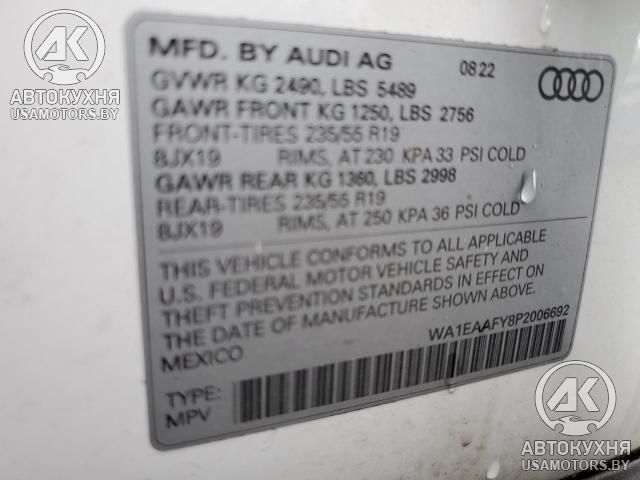 MFD. BY AUDI AG 08 22
GVWR KG 2490, LBS 5489
GAWR FRONT KG 1250, LBS 2756
FRONT-TIRES 235/55 R19
8JX19 RIMS, AT 230 KPA 33 PSI COLD
GAWR REAR KG 1360, LBS 2998
REAR-TIRES 235/55 R19
8JX19 RIMS, AT 250 KPA 36 PSI COLD
THIS VEHICLE CONFORMS TO ALL APPLICABLE
U.S. FEDERAL MOTOR VEHICLE SAFETY AND
THEFT PREVENTION STANDARDS IN EFFECT ON
THE DATE OF MANUFACTURE SHOWN ABOVE.
MEXICO WA1EAAFY8P2006692
TYPE:
MPV
AK
АВТОКУХНЯ
USAMOTORS.BY
AK
АВТОКУХНЯ
USAMOTORS.BY